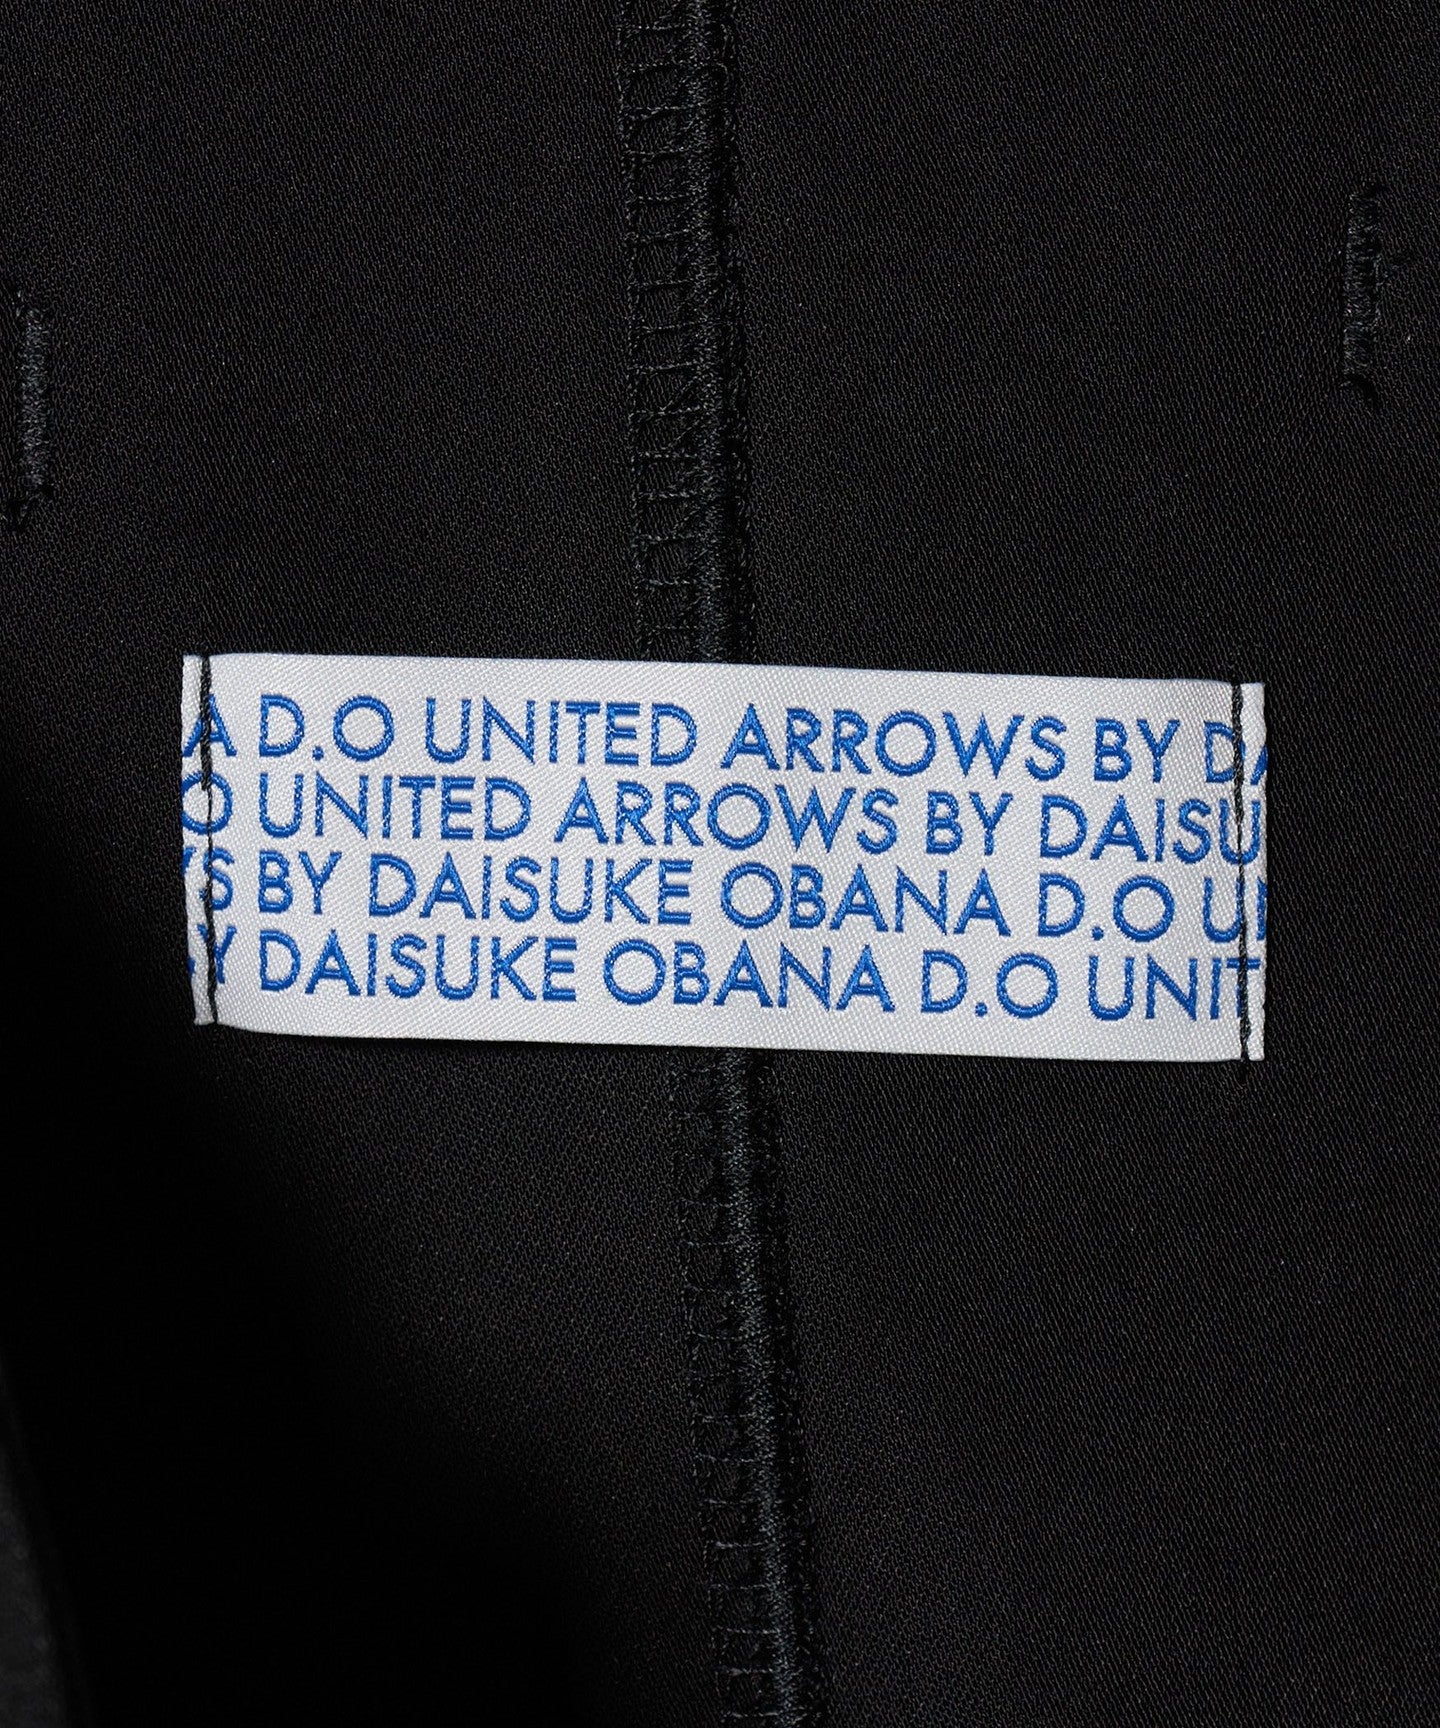 A D.O UNITED ARROWS BY DA
O UNITED ARROWS BY DAISU
S BY DAISUKE OBANA D.O U
Y DAISUKE OBANA D.O UNIT